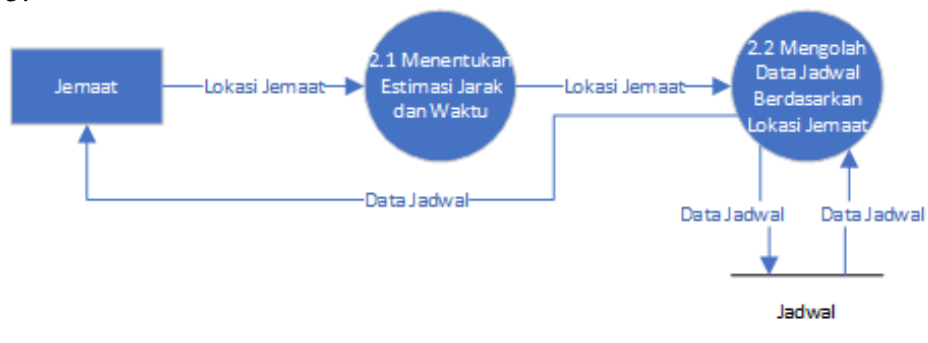 Jemaat
Lokasi Jemaat
2.1 Menentukan
Estimasi Jarak
dan Waktu
Lokasi Jemaat
2.2 Mengolah
Data Jadwal
Berdasarkan
Lokasi Jemaat
Data Jadwal
Data Jadwal
Data Jadwal
Jadwal